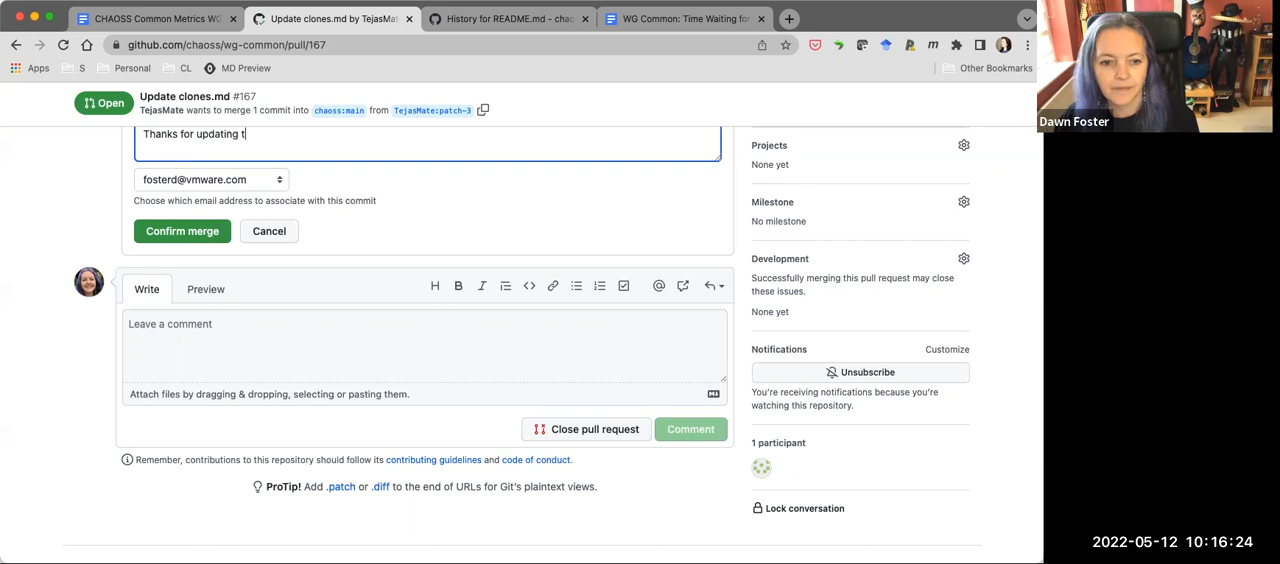 CHAOSS Common Metrics WG
Update clones.md by TejasMate
History for README.md - chao
WG Common: Time Waiting for
github.com/chaoss/wg-common/pull/167
Apps
S
Personal
CL
MD Preview
Other Bookmarks
Open
Update clones.md #167
TejasMate wants to merge 1 commit into chaoss:main from TejasMate:patch-3
Thanks for updating t
fosterd@vmware.com
Choose which email address to associate with this commit
Confirm merge
Cancel
Write
Preview
Leave a comment
Attach files by dragging & dropping, selecting or pasting them.
Close pull request
Comment
Remember, contributions to this repository should follow its contributing guidelines and code of conduct.
ProTip! Add .patch or .diff to the end of URLs for Git's plaintext views.
Projects
None yet
Milestone
No milestone
Development
Successfully merging this pull request may close
these issues.
None yet
Notifications
Customize
Unsubscribe
You're receiving notifications because you're
watching this repository.
1 participant
Lock conversation
Dawn Foster
2022-05-12 10:16:24